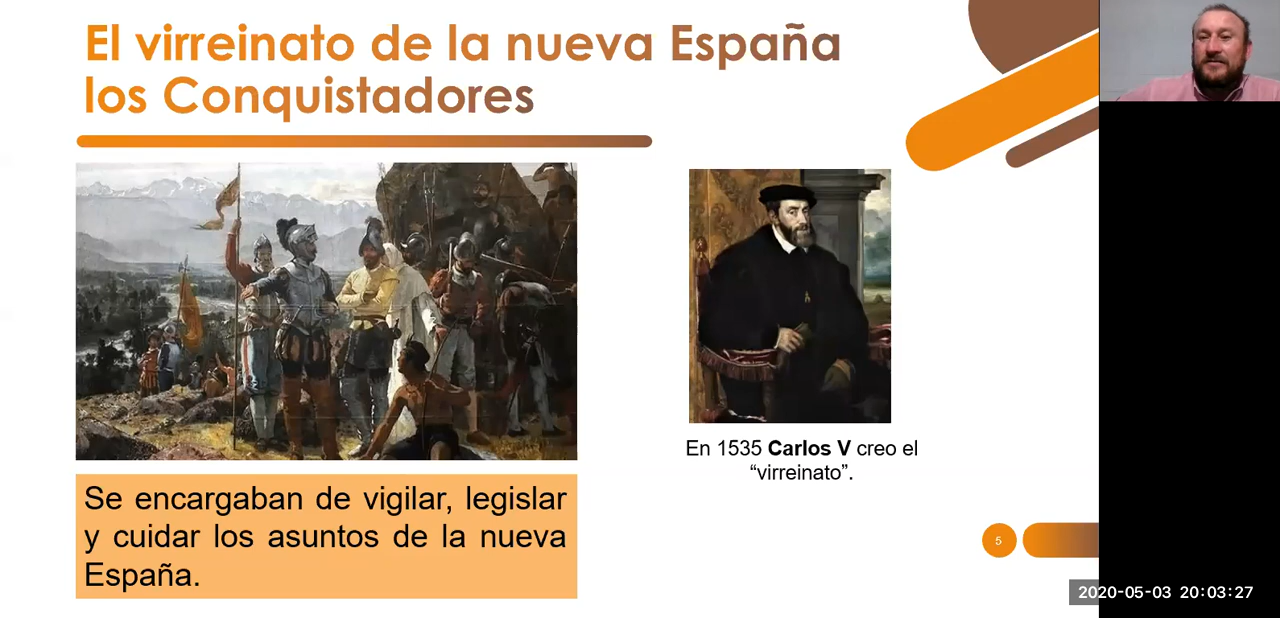 El virreinato de la nueva España
los Conquistadores
Se encargaban de vigilar, legislar
y cuidar los asuntos de la nueva
España.
En 1535 Carlos V creo el
“virreinato”.
5
2020-05-03 20:03:27